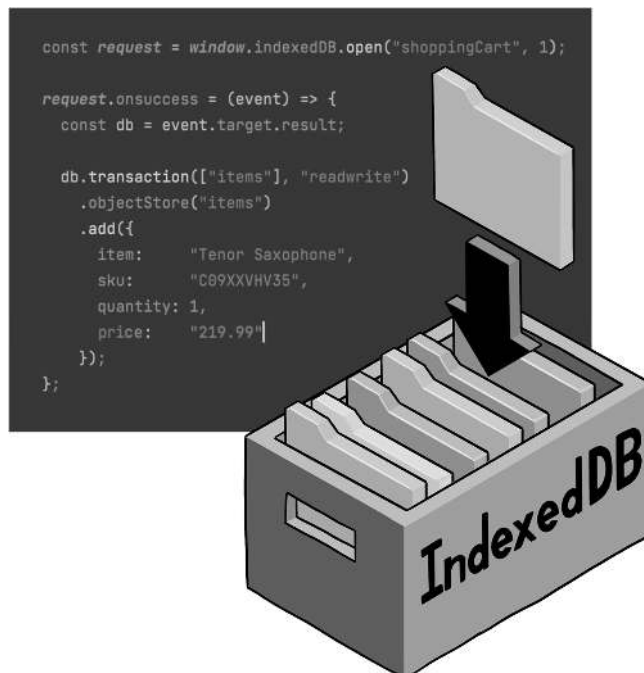 const request = window.indexedDB.open("shoppingCart", 1);
request.onsuccess = (event) => {
const db = event.target.result;
db.transaction(["items"], "readwrite")
.objectStore("items")
.add({
item: "Tenor Saxophone",
sku: "C09XXVHV35",
quantity: 1,
price: "219.99"
});
};
IndexedDB